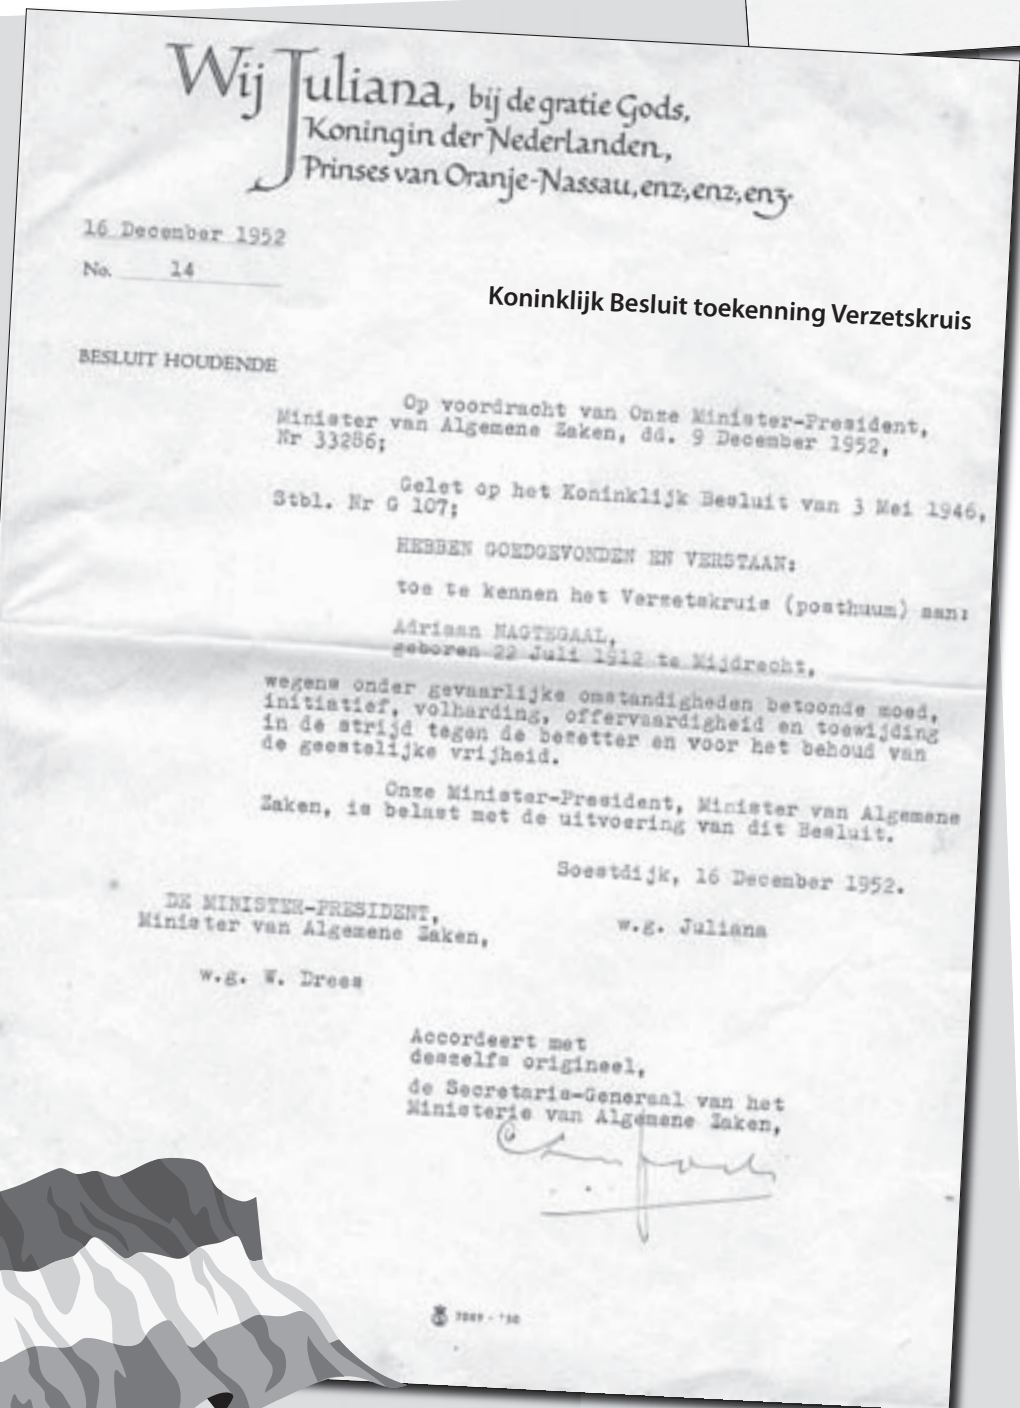 Wij Juliana, bij de gratie Gods,
Koningin der Nederlanden,
Prinses van Oranje-Nassau, enz., enz., enz.
16 December 1952
No. 14
Koninklijk Besluit toekenning Verzetskruis
BESLUIT HOUDENDE
Op voordracht van Onze Minister-President,
Minister van Algemene Zaken, dd. 9 December 1952,
Nr 33286;
Gelet op het Koninklijk Besluit van 3 Mei 1946,
Stbl. Nr G 107;
HEBBEN GOEDGEVONDEN EN VERSTAAN:
toe te kennen het Verzetskruis (posthuum) aan:
Adriaan NAGTEGAAL,
geboren 22 Juli 1912 te Mijdrecht,
wegens onder gevaarlijke omstandigheden betoonde moed,
initiatief, volharding, offervaardigheid en toewijding
in de strijd tegen de bezetter en voor het behoud van
de geestelijke vrijheid.
Onze Minister-President, Minister van Algemene
Zaken, is belast met de uitvoering van dit Besluit.
Soestdijk, 16 December 1952.
DE MINISTER-PRESIDENT,
Minister van Algemene Zaken,
w.g. Juliana
w.g. W. Drees
Accordeert met
deszelfs origineel,
de Secretaris-Generaal van het
Ministerie van Algemene Zaken,